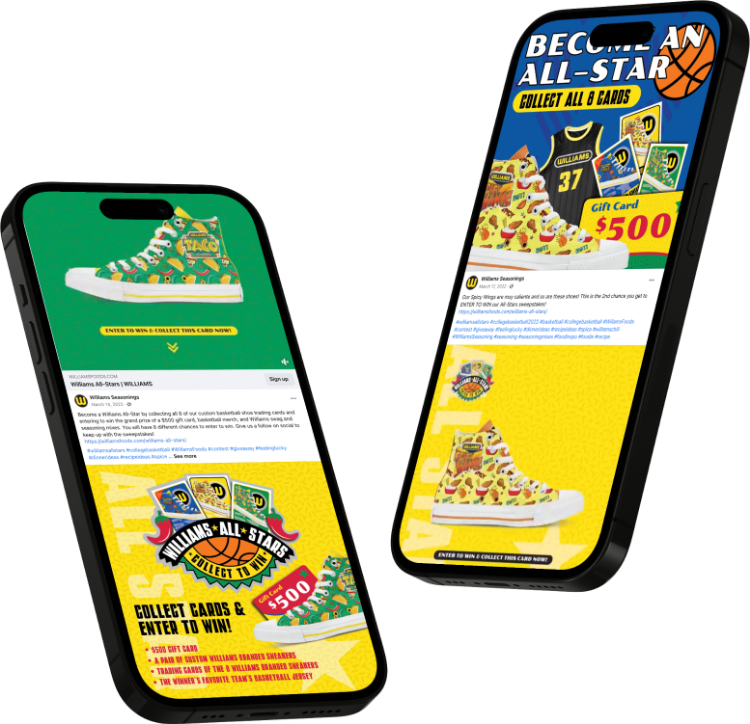 TACO
ENTER TO WIN & COLLECT THIS CARD NOW!
WILLIAMSFOODS.COM
Williams All-Stars | WILLIAMS
Sign up
Williams Seasonings
March 14, 2022
Become a Williams All-Star by collecting all 8 of our custom basketball shoe trading cards and
entering to win the grand prize of a $500 gift card, basketball merch, and Williams swag and
seasoning mixes. You will have 8 different chances to enter to win. Give us a follow on social to
keep up with the sweepstakes!
https://williamsfoods.com/williams-all-stars/
#williamsallstars #collegebasketball #WilliamsFoods #contest #giveaway #feelinglucky
#dinnerideas #recipeideas #spice ... See more
ALL STA
WILLIAMS ★ ALL ★ STARS
COLLECT TO WIN
Gift Card
$500
COLLECT CARDS &
ENTER TO WIN!
• $500 GIFT CARD
• A PAIR OF CUSTOM WILLIAMS BRANDED SNEAKERS
• TRADING CARDS OF THE 8 WILLIAMS BRANDED SNEAKERS
• THE WINNER'S FAVORITE TEAM'S BASKETBALL JERSEY
BECOME AN
ALL-STAR
COLLECT ALL 8 CARDS
WILLIAMS
37
Gift Card
$500
Williams Seasonings
March 17, 2022
Our Spicy Wings are muy caliente and so are these shoes! This is the 2nd chance you get to
ENTER TO WIN our All-Stars sweepstakes!
https://williamsfoods.com/williams-all-stars/
#williamsallstars #collegebasketball2022 #basketball #collegebasketball #WilliamsFoods
#contest #giveaway #feelinglucky #dinnerideas #recipeideas #spice #williamschili
#WilliamsSeasoning #seasoning #seasoningmixes #foodinspo #foodie #recipe
ALL STA
WILLIAMS ALL STARS
ENTER TO WIN & COLLECT THIS CARD NOW!